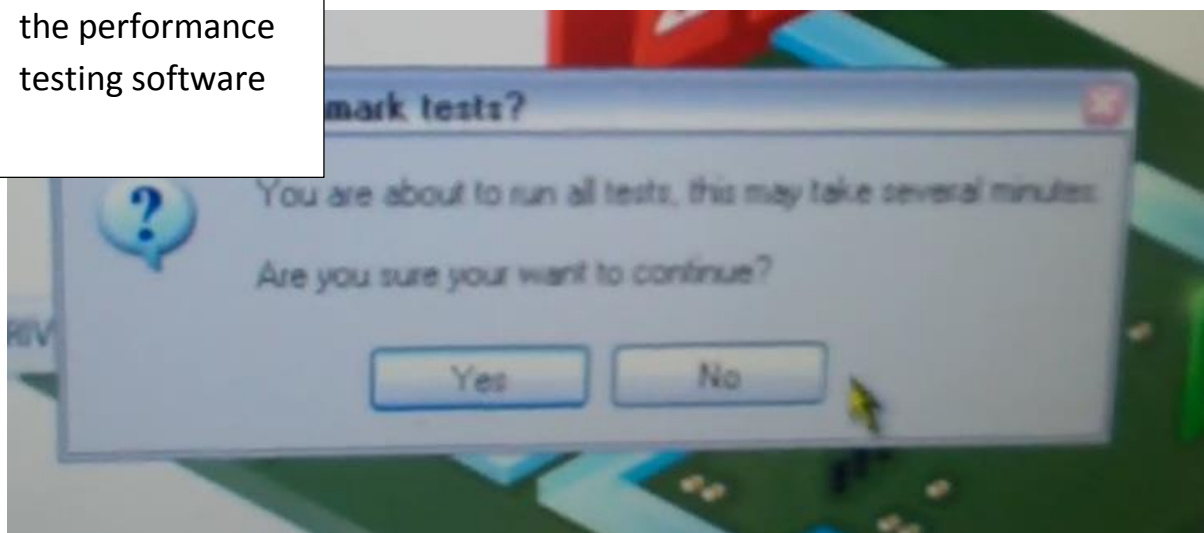 the performance
testing software
mark tests?
You are about to run all tests, this may take several minutes.
Are you sure your want to continue?
RIV
Yes No